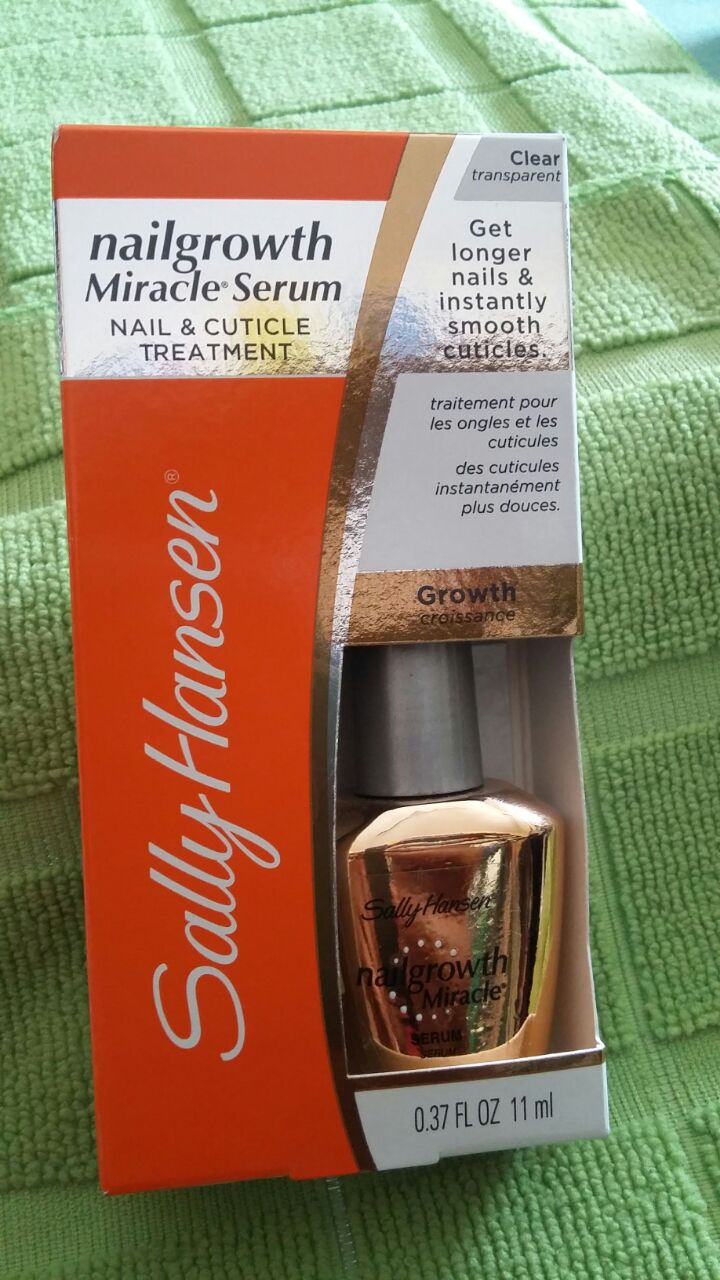 Clear
transparent
nailgrowth
Miracle® Serum
NAIL & CUTICLE
TREATMENT
Get
longer
nails &
instantly
smooth
cuticles.
traitement pour
les ongles et les
cuticules
des cuticules
instantanément
plus douces.
Growth
croissance
Sally Hansen®
Sally Hansen
nailgrowth
Miracle®
SERUM
SÉRUM
0.37 FL OZ 11 ml